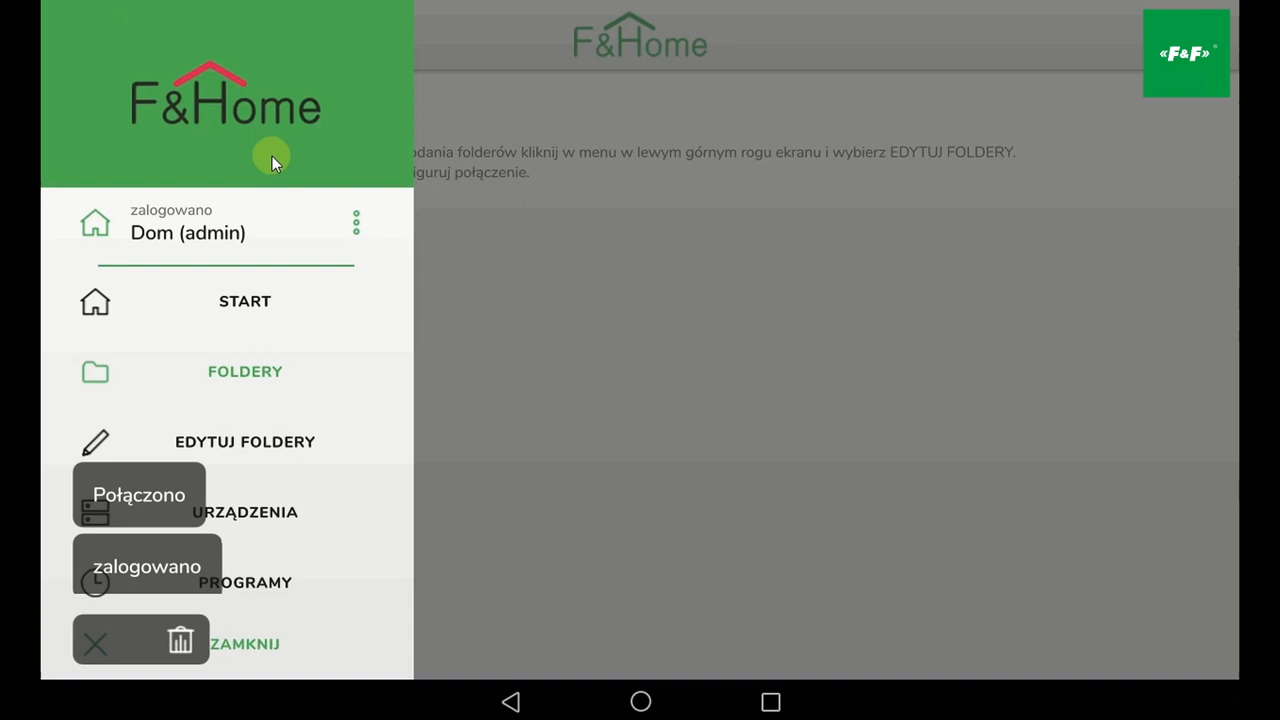 F&Home
F&Home
«F&F»®
odania folderów kliknij w menu w lewym górnym rogu ekranu i wybierz EDYTUJ FOLDERY.
iguruj połączenie.
zalogowano
Dom (admin)
START
FOLDERY
EDYTUJ FOLDERY
Połączono
URZĄDZENIA
zalogowano
PROGRAMY
ZAMKNIJ